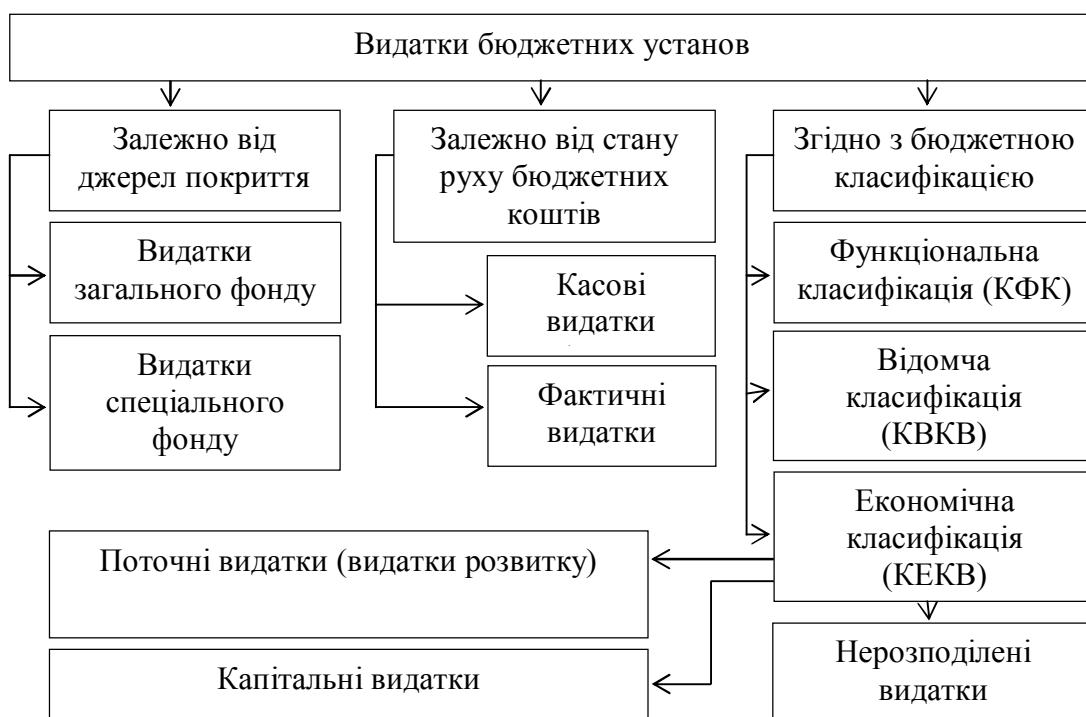 Видатки бюджетних установ
Залежно від
джерел покриття
Видатки
загального фонду
Видатки
спеціального
фонду
Залежно від стану
руху бюджетних
коштів
Касові
видатки
Фактичні
видатки
Згідно з бюджетною
класифікацією
Функціональна
класифікація (КФК)
Відомча
класифікація
(КВКВ)
Економічна
класифікація
(КЕКВ)
Поточні видатки (видатки розвитку)
Капітальні видатки
Нерозподілені
видатки